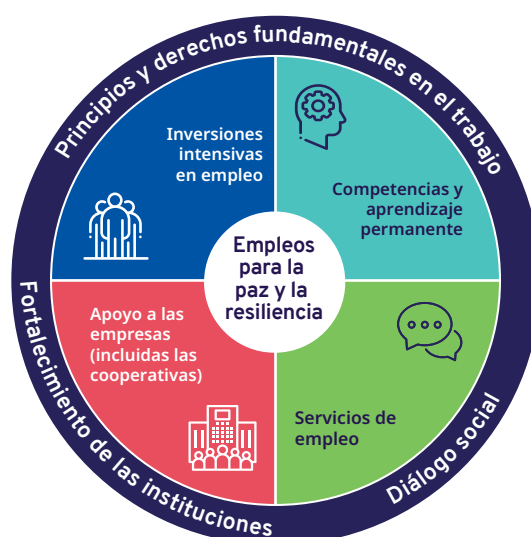 Principios y derechos fundamentales en el trabajo
Inversiones
intensivas
en empleo
Competencias y
aprendizaje
permanente
Empleos
para la
paz y la
resiliencia
Apoyo a las
empresas
(incluidas las
cooperativas)
Servicios de
empleo
Fortalecimiento de las instituciones
Diálogo social